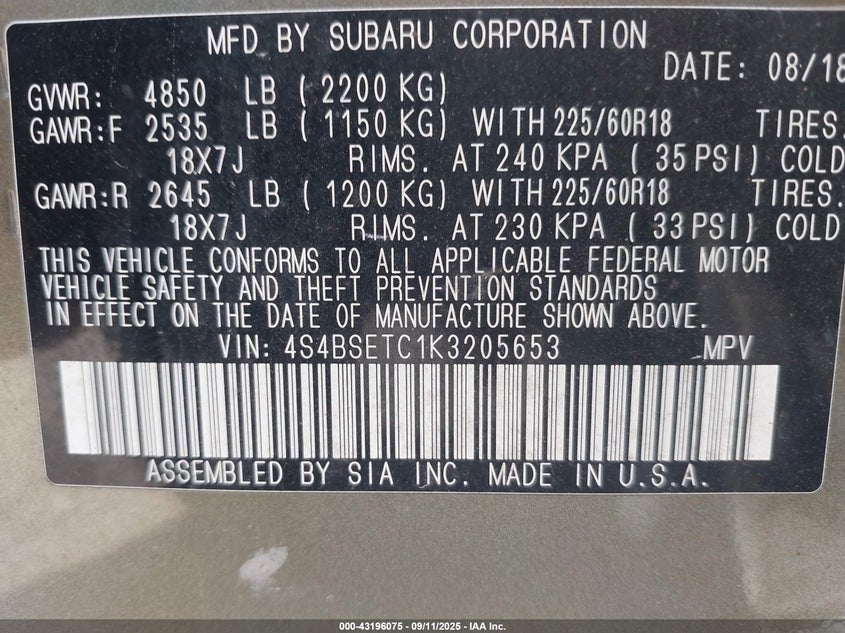 MFD BY SUBARU CORPORATION
DATE: 08/18
GVWR: 4850 LB ( 2200 KG)
GAWR:F 2535 LB ( 1150 KG) WITH 225/60R18 TIRES.
18X7J RIMS. AT 240 KPA ( 35 PSI) COLD
GAWR:R 2645 LB ( 1200 KG) WITH 225/60R18 TIRES.
18X7J RIMS. AT 230 KPA ( 33 PSI) COLD
THIS VEHICLE CONFORMS TO ALL APPLICABLE FEDERAL MOTOR
VEHICLE SAFETY AND THEFT PREVENTION STANDARDS
IN EFFECT ON THE DATE OF MANUFACTURE SHOWN ABOVE.
VIN: 4S4BSETC1K3205653 MPV
ASSEMBLED BY SIA INC. MADE IN U.S.A.
000-43196075 - 09/11/2025 - IAA Inc.